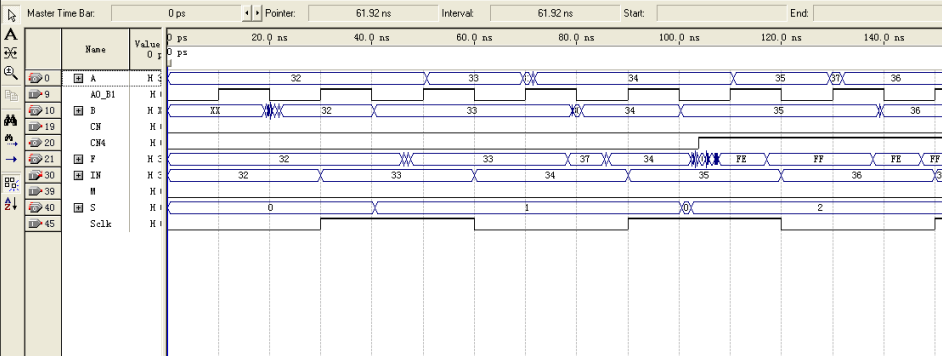 Master Time Bar: 0 ps Pointer: 61.92 ns Interval: 61.92 ns Start: End:
Name Value 0 p
0 ps 20.0 ns 40.0 ns 60.0 ns 80.0 ns 100.0 ns 120.0 ns 140.0 ns
0 ps
0 A H 3 32 33 34 35 37 36
9 A0_B1 H
10 B H X XX 32 33 34 35 36
19 CN H
20 CN4 H
21 F H 3 32 33 37 34 FE FF FE FF
30 IN H 3 32 33 34 35 36
39 M H
40 S H 0 1 0 2
45 Sclk H